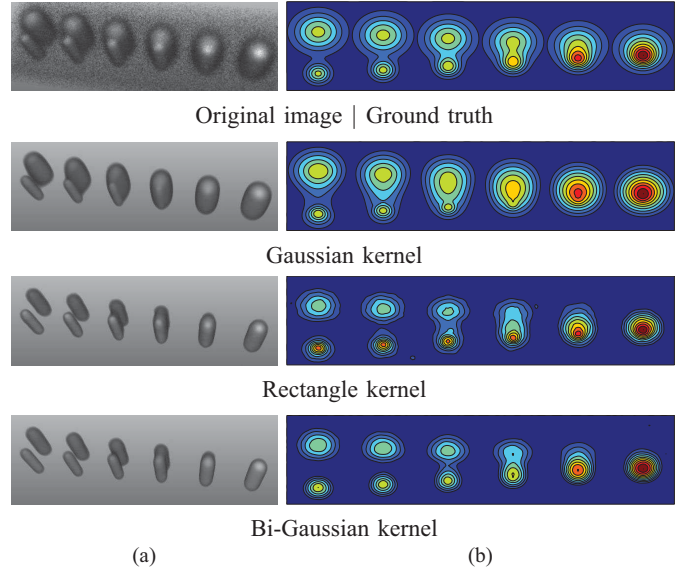 Original image | Ground truth
Gaussian kernel
Rectangle kernel
Bi-Gaussian kernel
(a) (b)